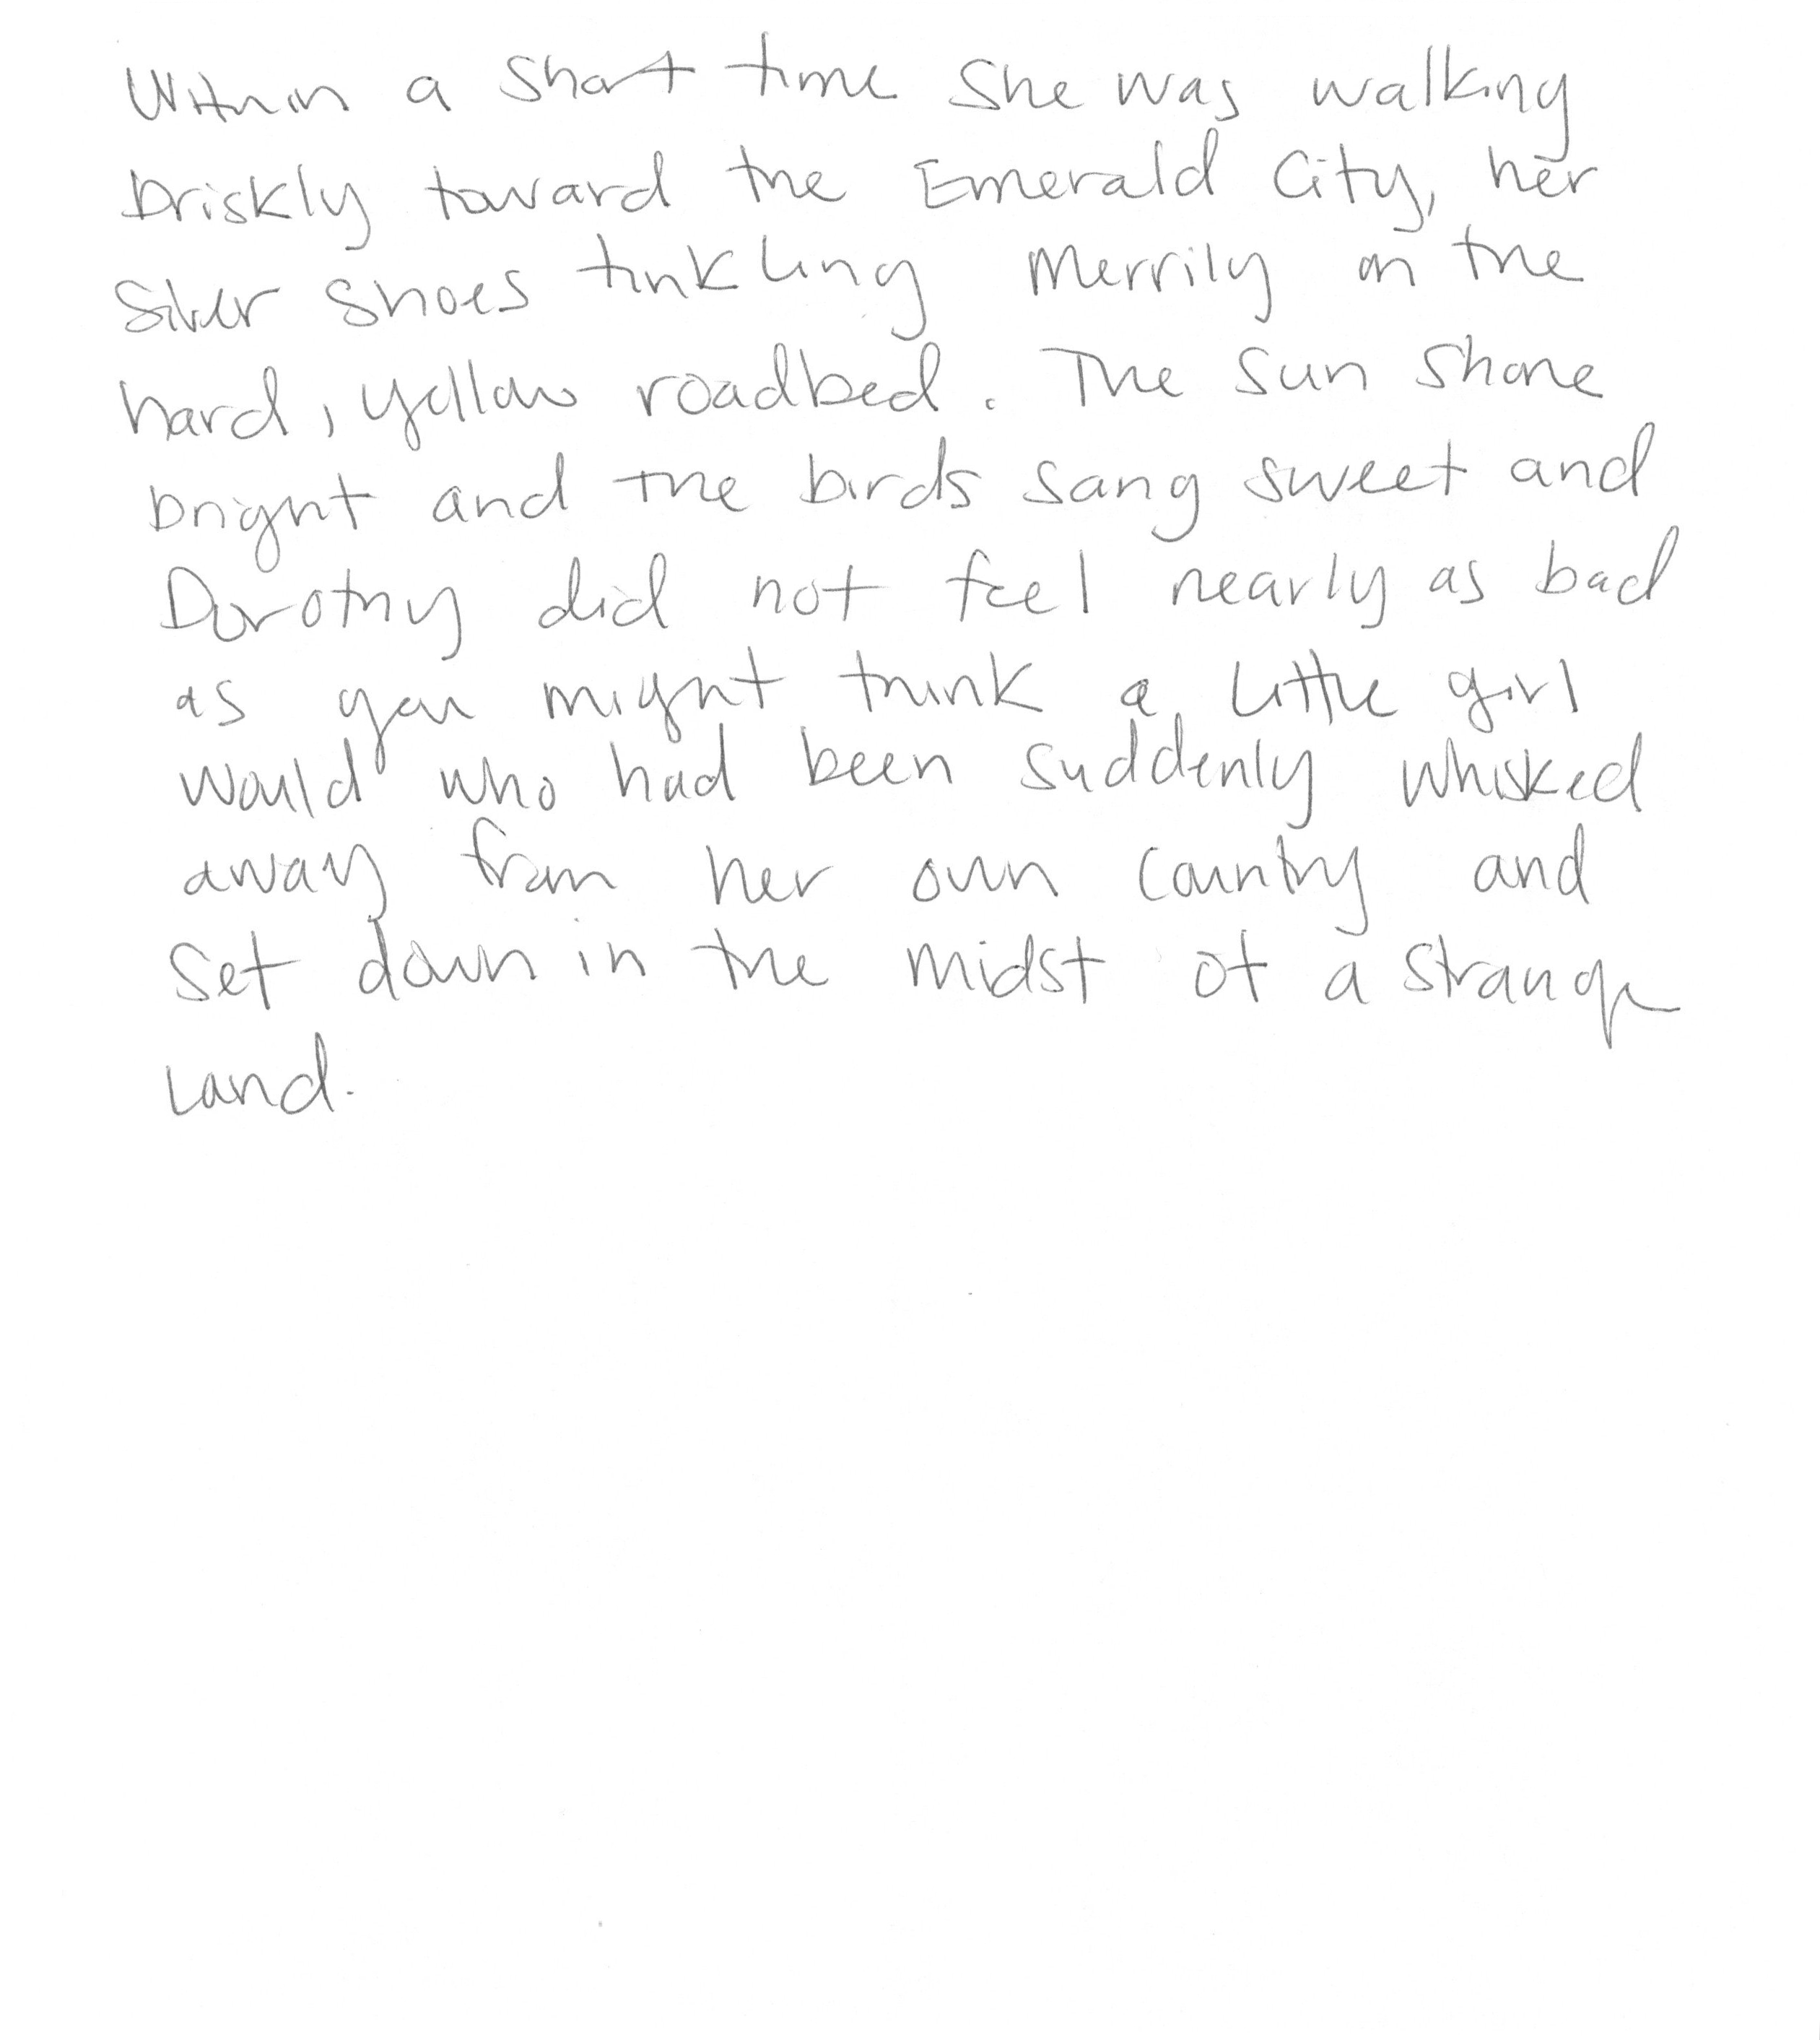 Within a short time she was walking
briskly toward the Emerald City, her
Silver Shoes tinkling merrily on the
hard, yellow roadbed. The sun shone
bright and the birds sang sweet and
Dorothy did not feel nearly as bad
as you might think a little girl
would who had been suddenly whisked
away from her own country and
set down in the midst of a strange
land.